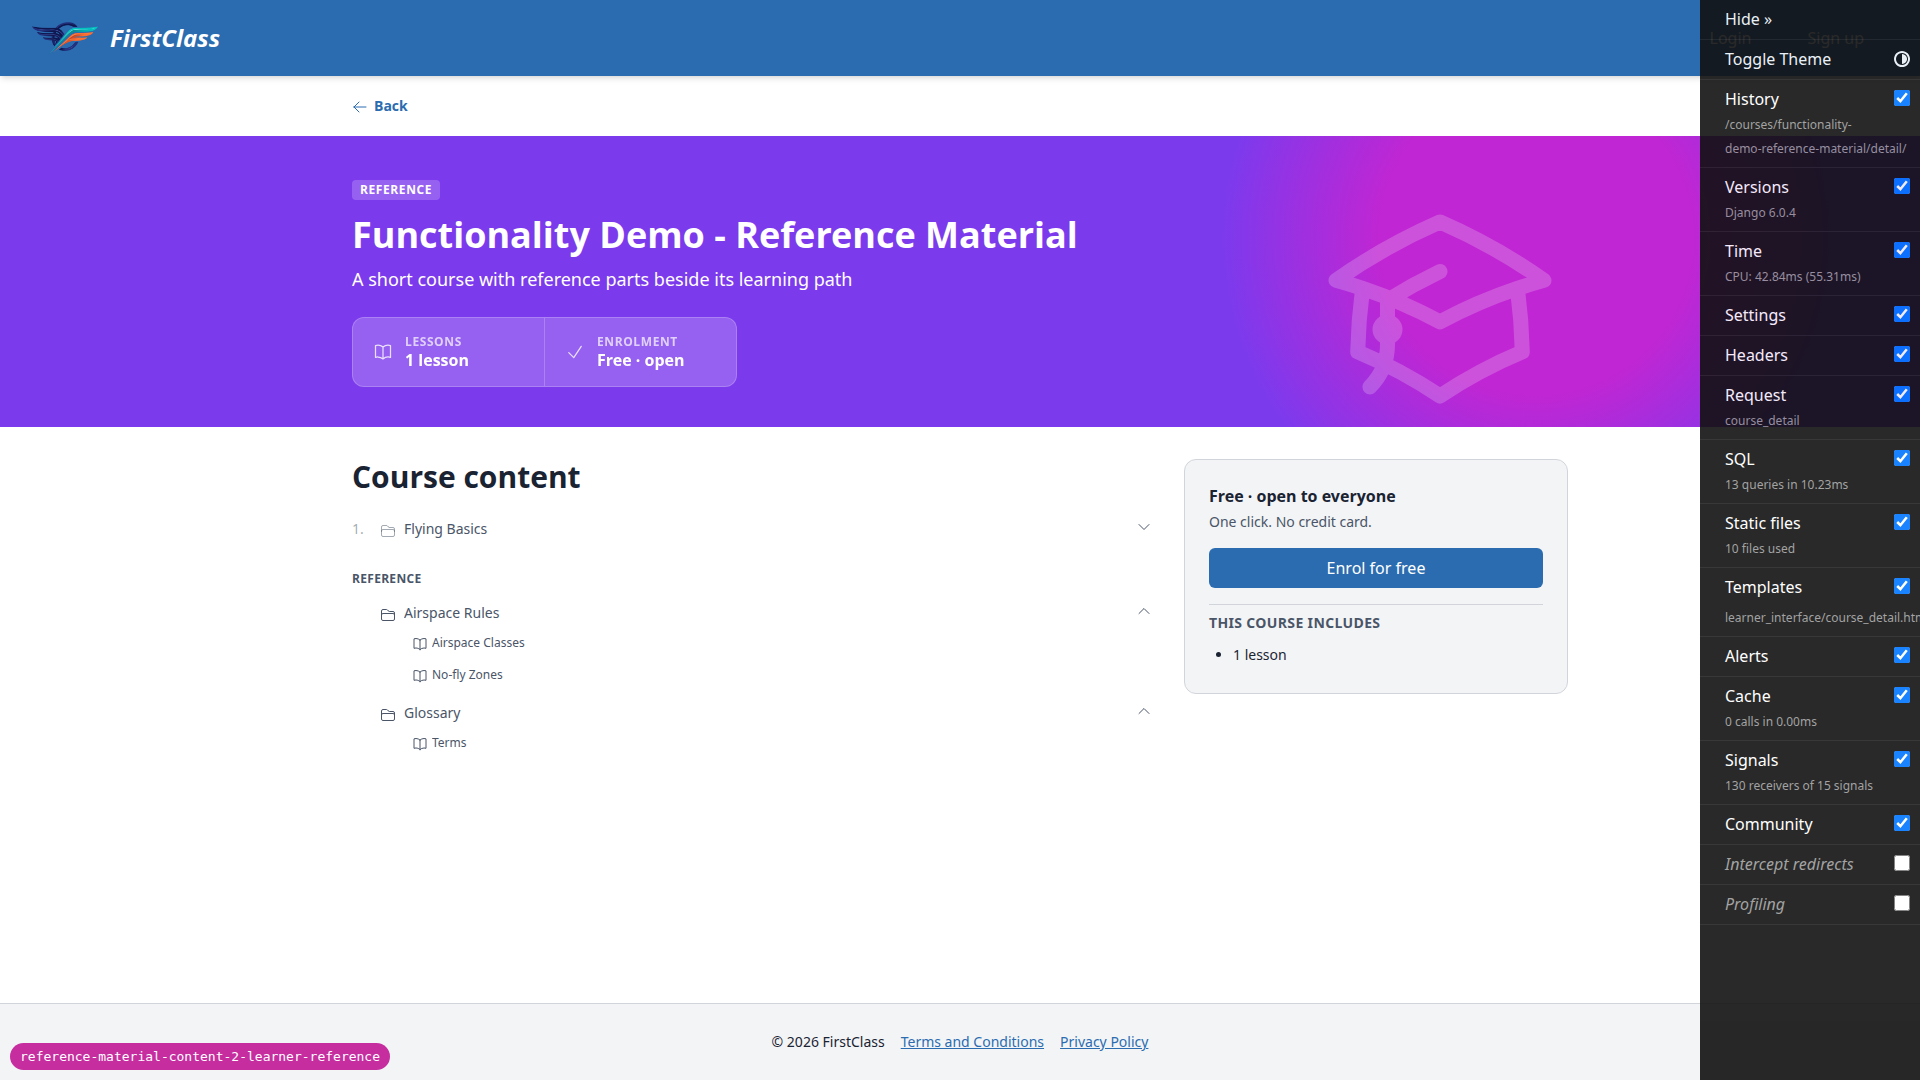 FirstClass
Login
Sign up
Back
REFERENCE
Functionality Demo - Reference Material
A short course with reference parts beside its learning path
LESSONS
1 lesson
ENROLMENT
Free · open
Course content
1. Flying Basics
REFERENCE
Airspace Rules
Airspace Classes
No-fly Zones
Glossary
Terms
Free · open to everyone
One click. No credit card.
Enrol for free
THIS COURSE INCLUDES
• 1 lesson
© 2026 FirstClass Terms and Conditions Privacy Policy
reference-material-content-2-learner-reference
Hide »
Toggle Theme
History
/courses/functionality-
demo-reference-material/detail/
Versions
Django 6.0.4
Time
CPU: 42.84ms (55.31ms)
Settings
Headers
Request
course_detail
SQL
13 queries in 10.23ms
Static files
10 files used
Templates
learner_interface/course_detail.htm
Alerts
Cache
0 calls in 0.00ms
Signals
130 receivers of 15 signals
Community
Intercept redirects
Profiling